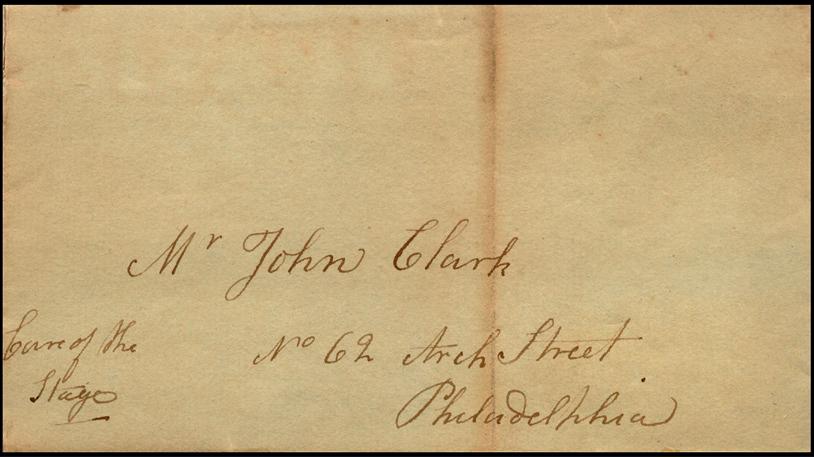 Mr John Clark
No 62 Arch Street
Philadelphia
Care of the
Stage